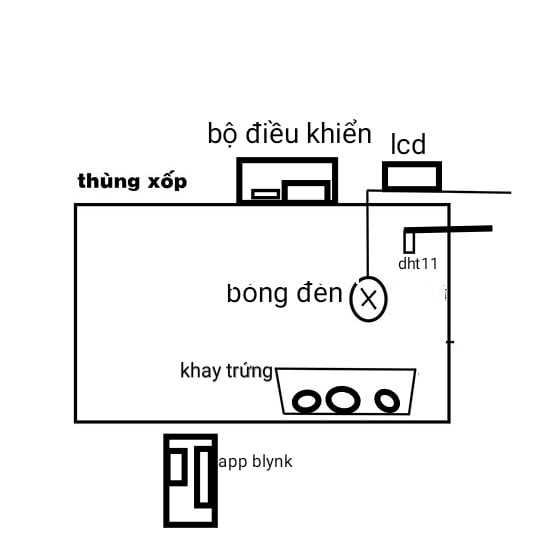 bộ điều khiển
lcd
thùng xốp
dht11
bóng đèn
khay trứng
app blynk